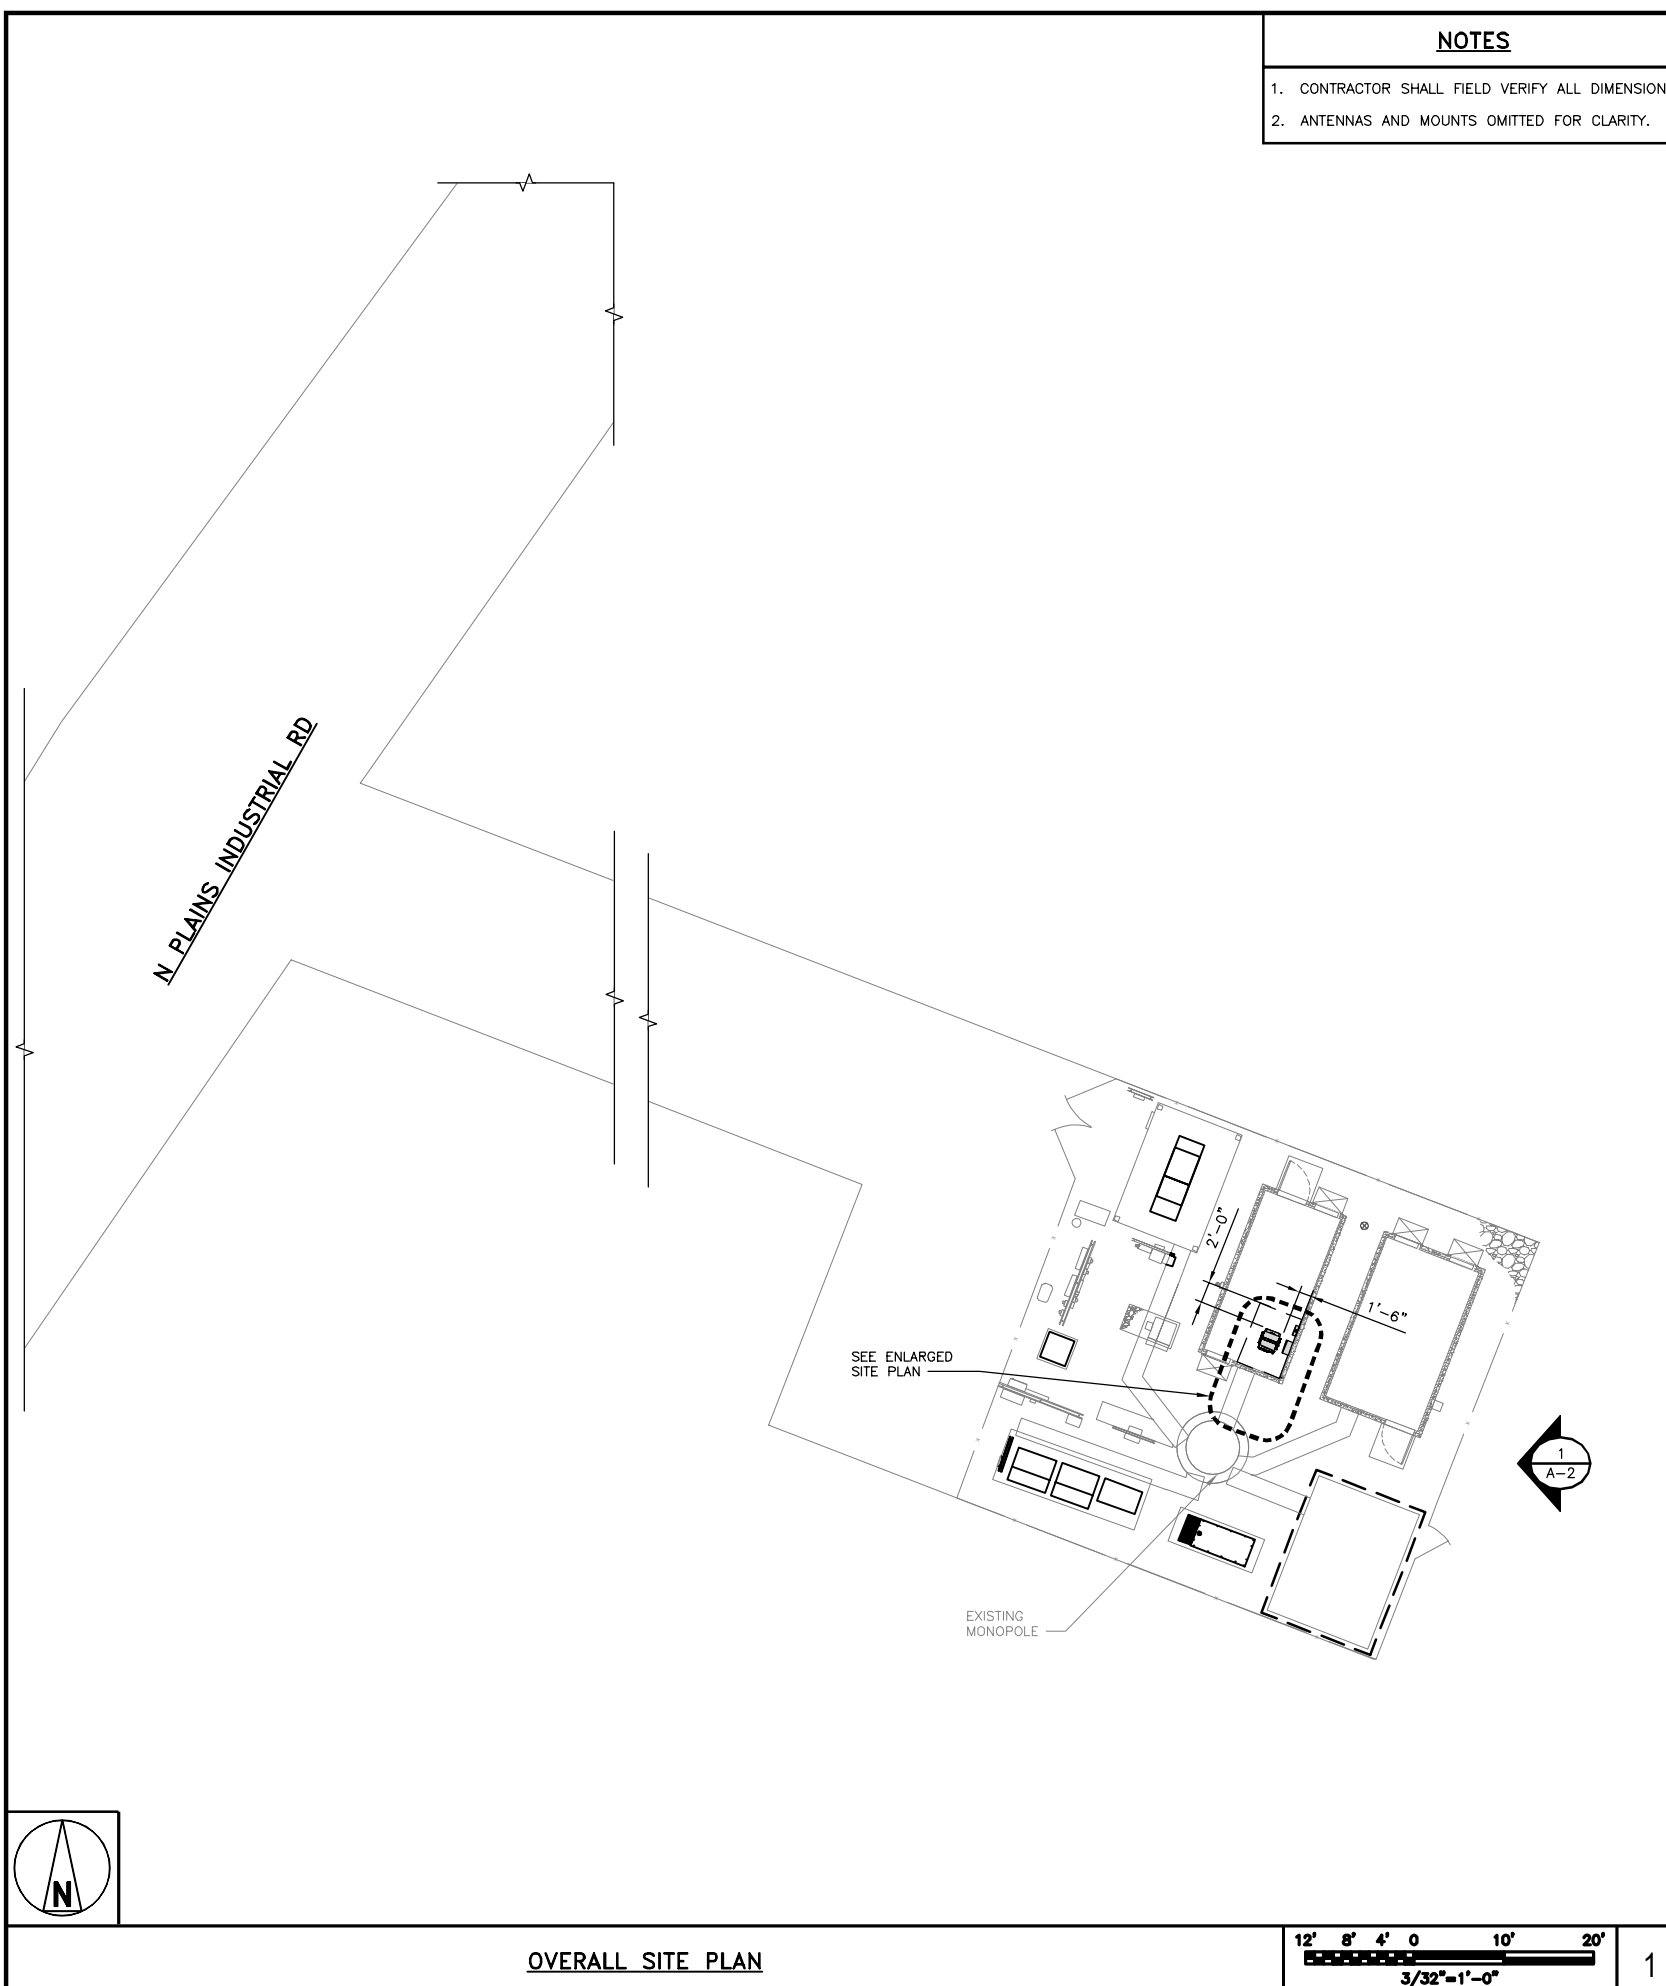 NOTES
1. CONTRACTOR SHALL FIELD VERIFY ALL DIMENSION
2. ANTENNAS AND MOUNTS OMITTED FOR CLARITY.
N PLAINS INDUSTRIAL RD
2'-0"
1'-6"
SEE ENLARGED
SITE PLAN
1
A-2
EXISTING
MONOPOLE
N
OVERALL SITE PLAN
12' 8' 4' 0 10' 20'
3/32"=1'-0"
1